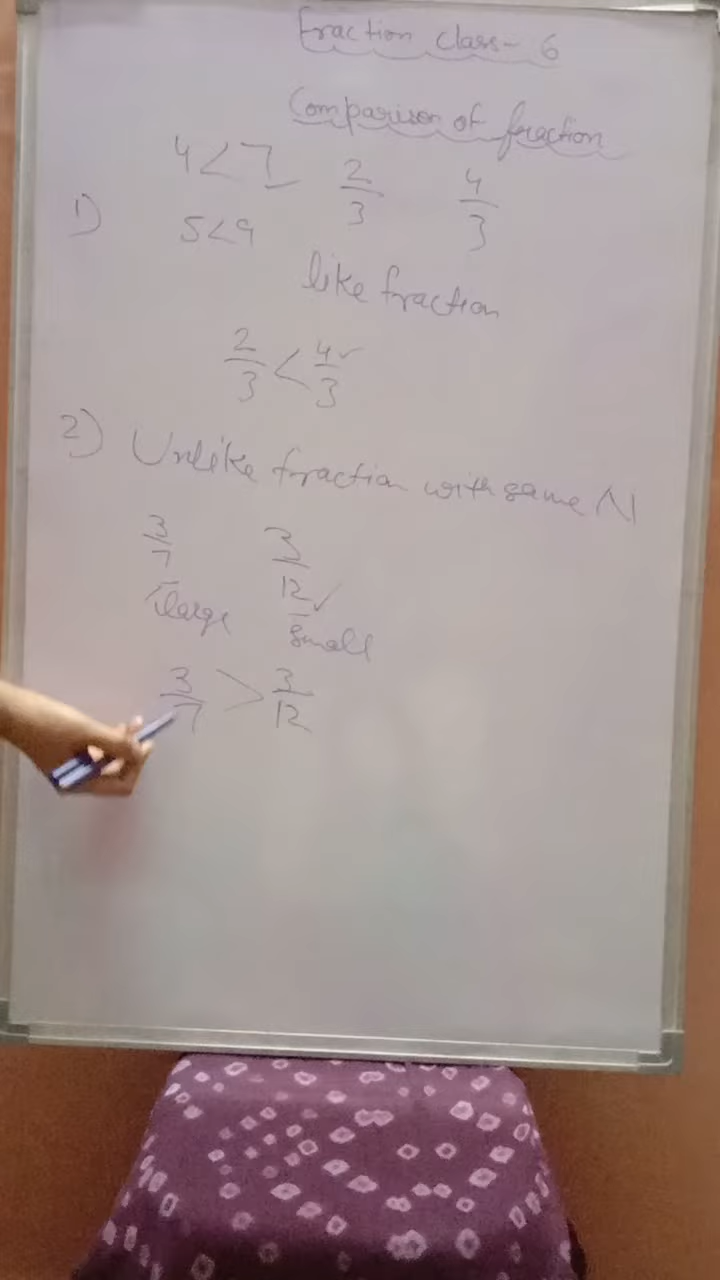 Fraction class- 6
Comparison of fraction
4<7 2/3 4/3
1) 5<9
like fraction
2/3 < 4/3 ✓
2) Unlike fraction with same N
3/7 3/12 ✓
large small
3/7 > 3/12